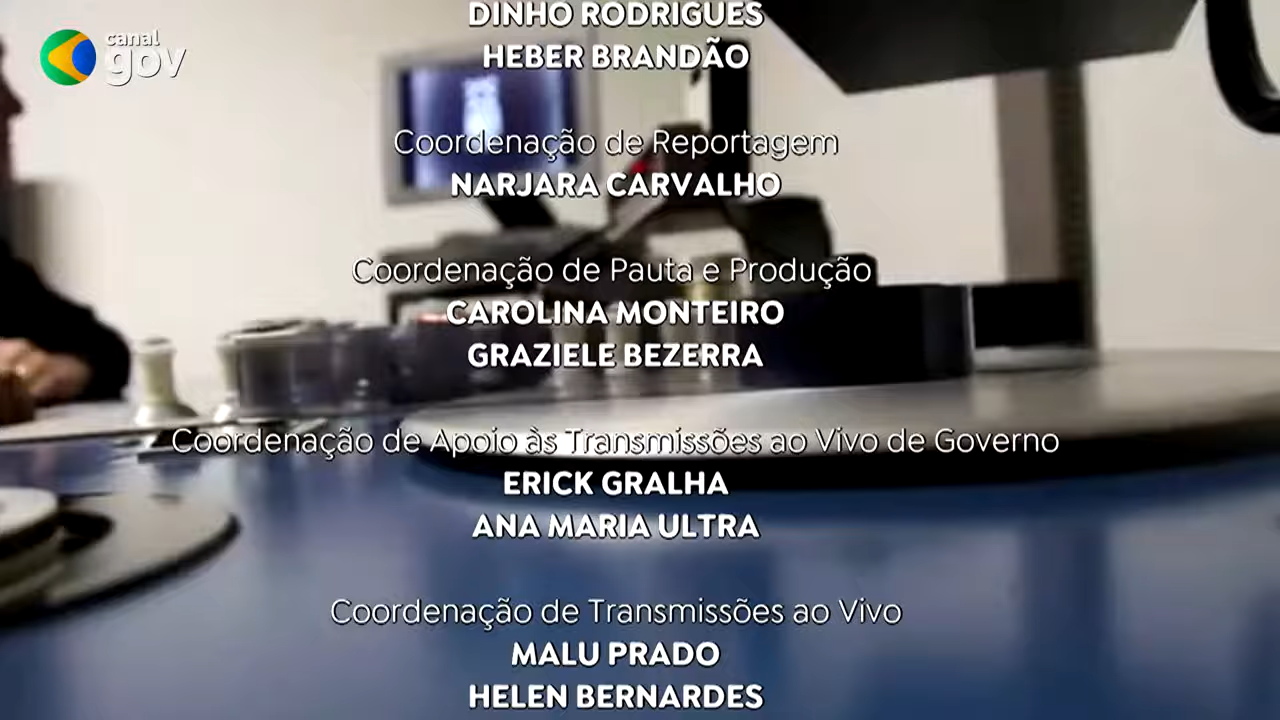 canal
gov
DINHO RODRIGUES
HEBER BRANDÃO
Coordenação de Reportagem
NARJARA CARVALHO
Coordenação de Pauta e Produção
CAROLINA MONTEIRO
GRAZIELE BEZERRA
Coordenação de Apoio às Transmissões ao Vivo de Governo
ERICK GRALHA
ANA MARIA ULTRA
Coordenação de Transmissões ao Vivo
MALU PRADO
HELEN BERNARDES